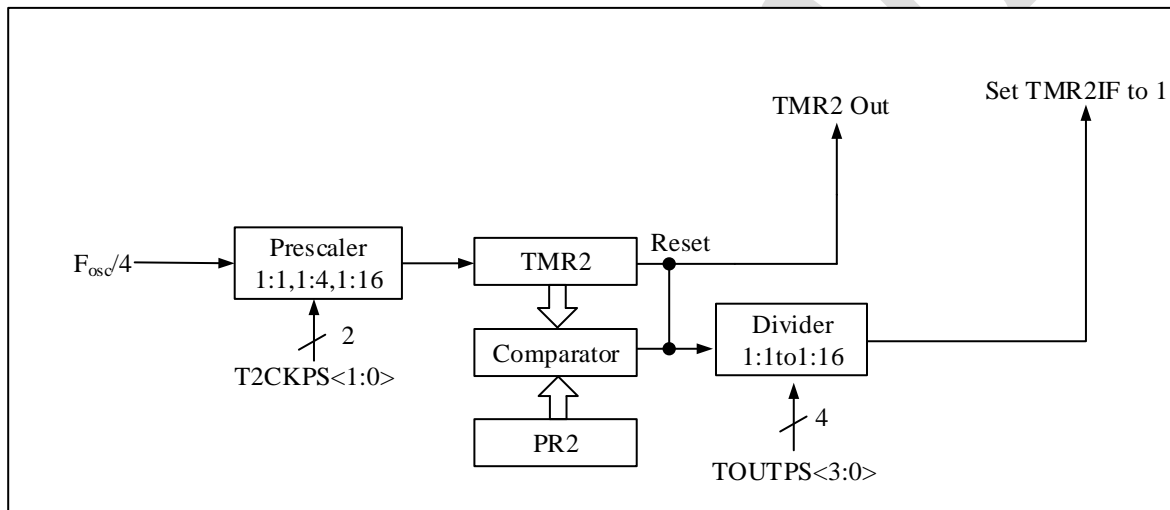 TMR2 Out
Set TMR2IF to 1
Fosc/4
Prescaler
1:1,1:4,1:16
2
T2CKPS<1:0>
TMR2
Reset
Comparator
PR2
Divider
1:1to1:16
4
TOUTPS<3:0>